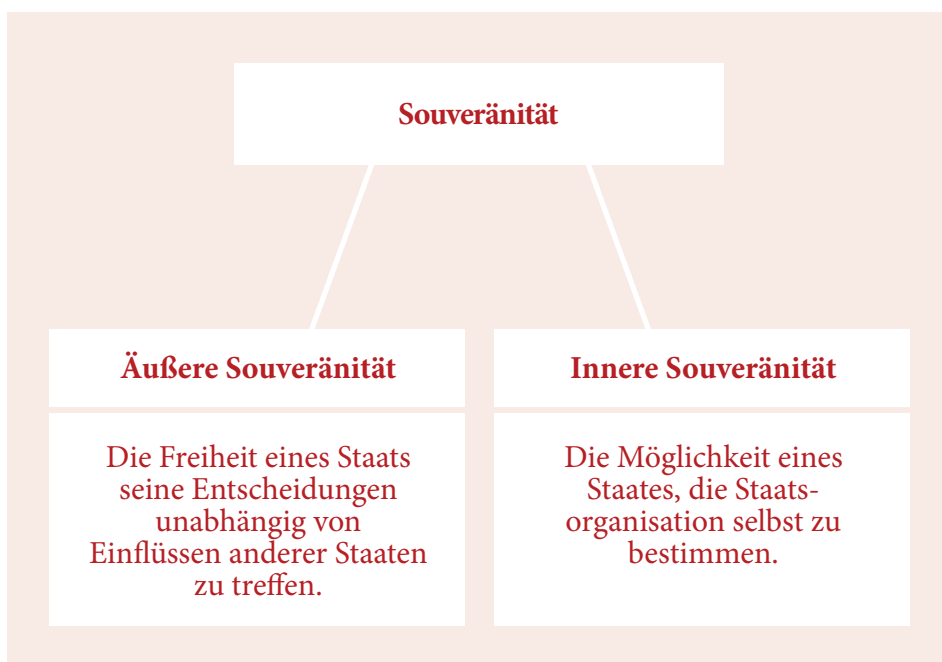 Souveränität
Äußere Souveränität
Die Freiheit eines Staats
seine Entscheidungen
unabhängig von
Einflüssen anderer Staaten
zu treffen.
Innere Souveränität
Die Möglichkeit eines
Staates, die Staats-
organisation selbst zu
bestimmen.